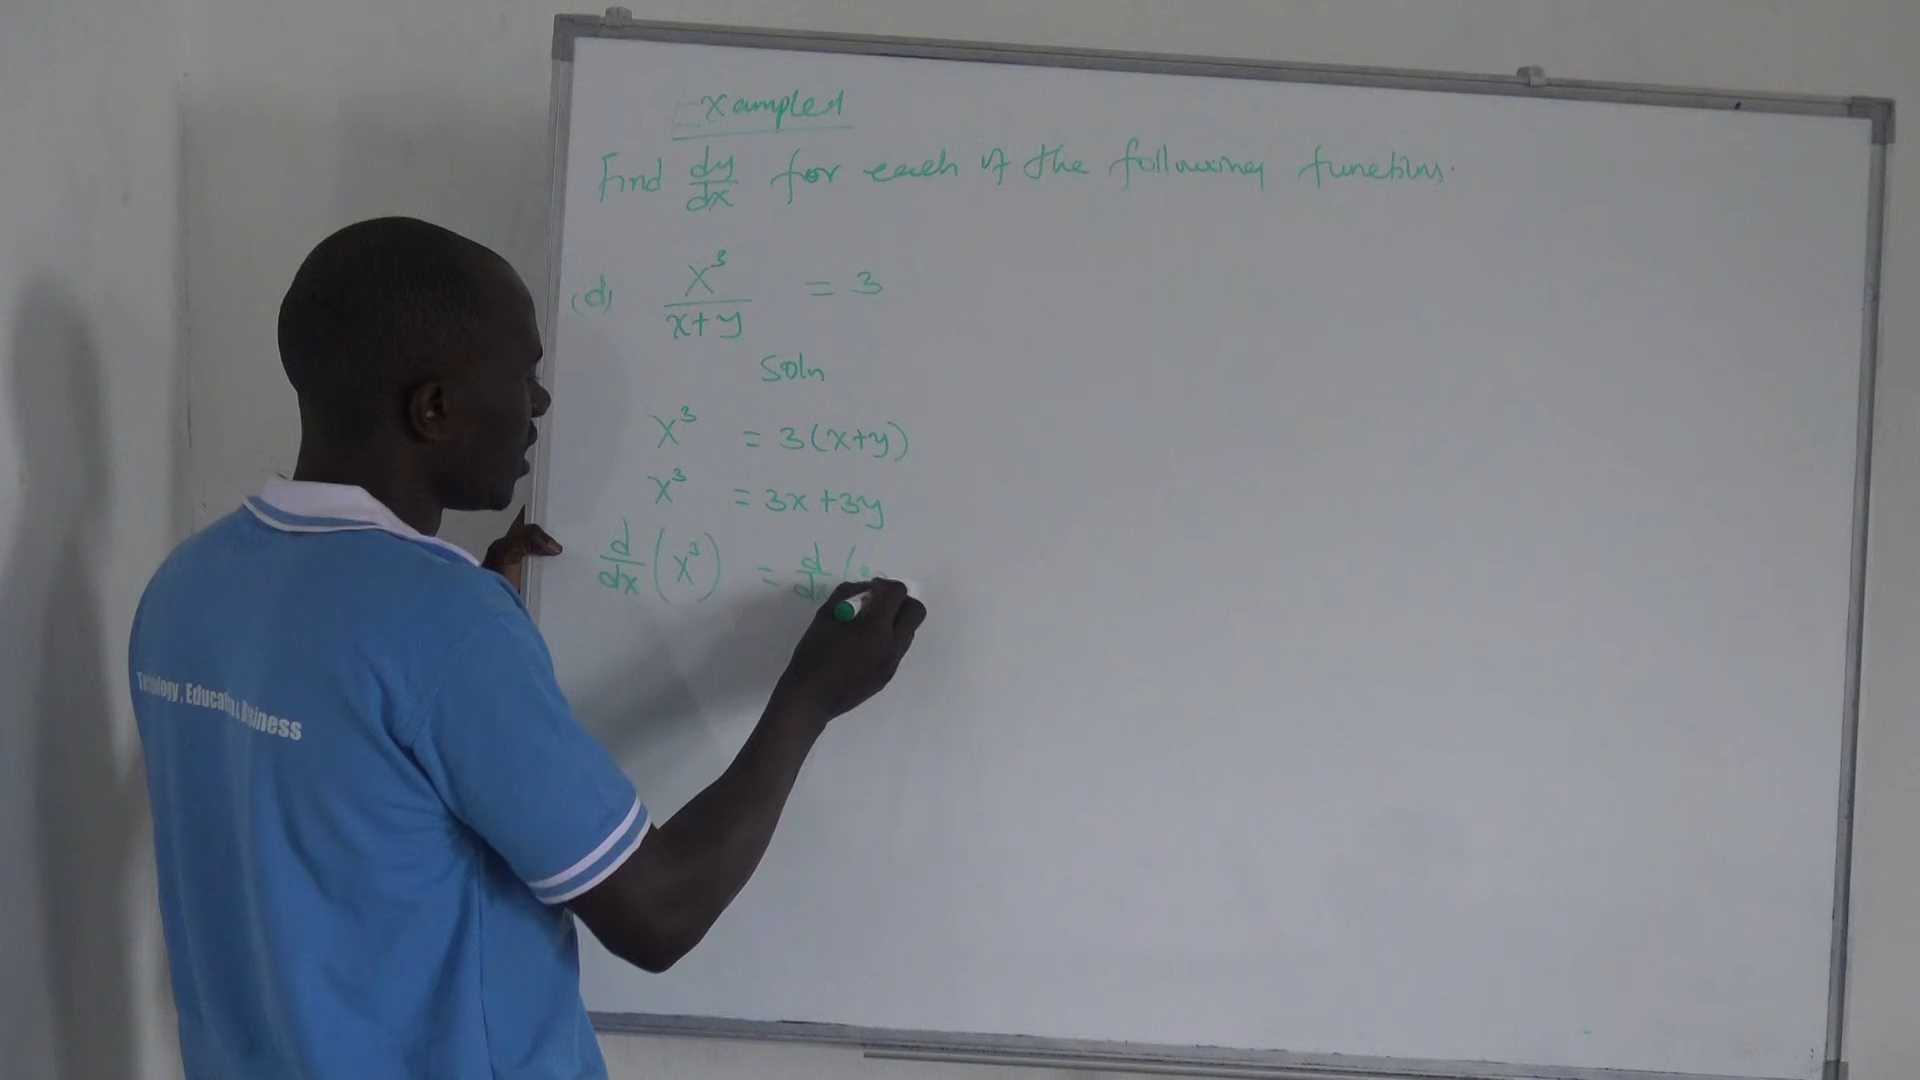 Example 1
Find dy/dx for each of the following functions.
(d) x³/(x+y) = 3
Soln
x³ = 3(x+y)
x³ = 3x+3y
d/dx (x³) = d/dx (3
Technology, Education & Business